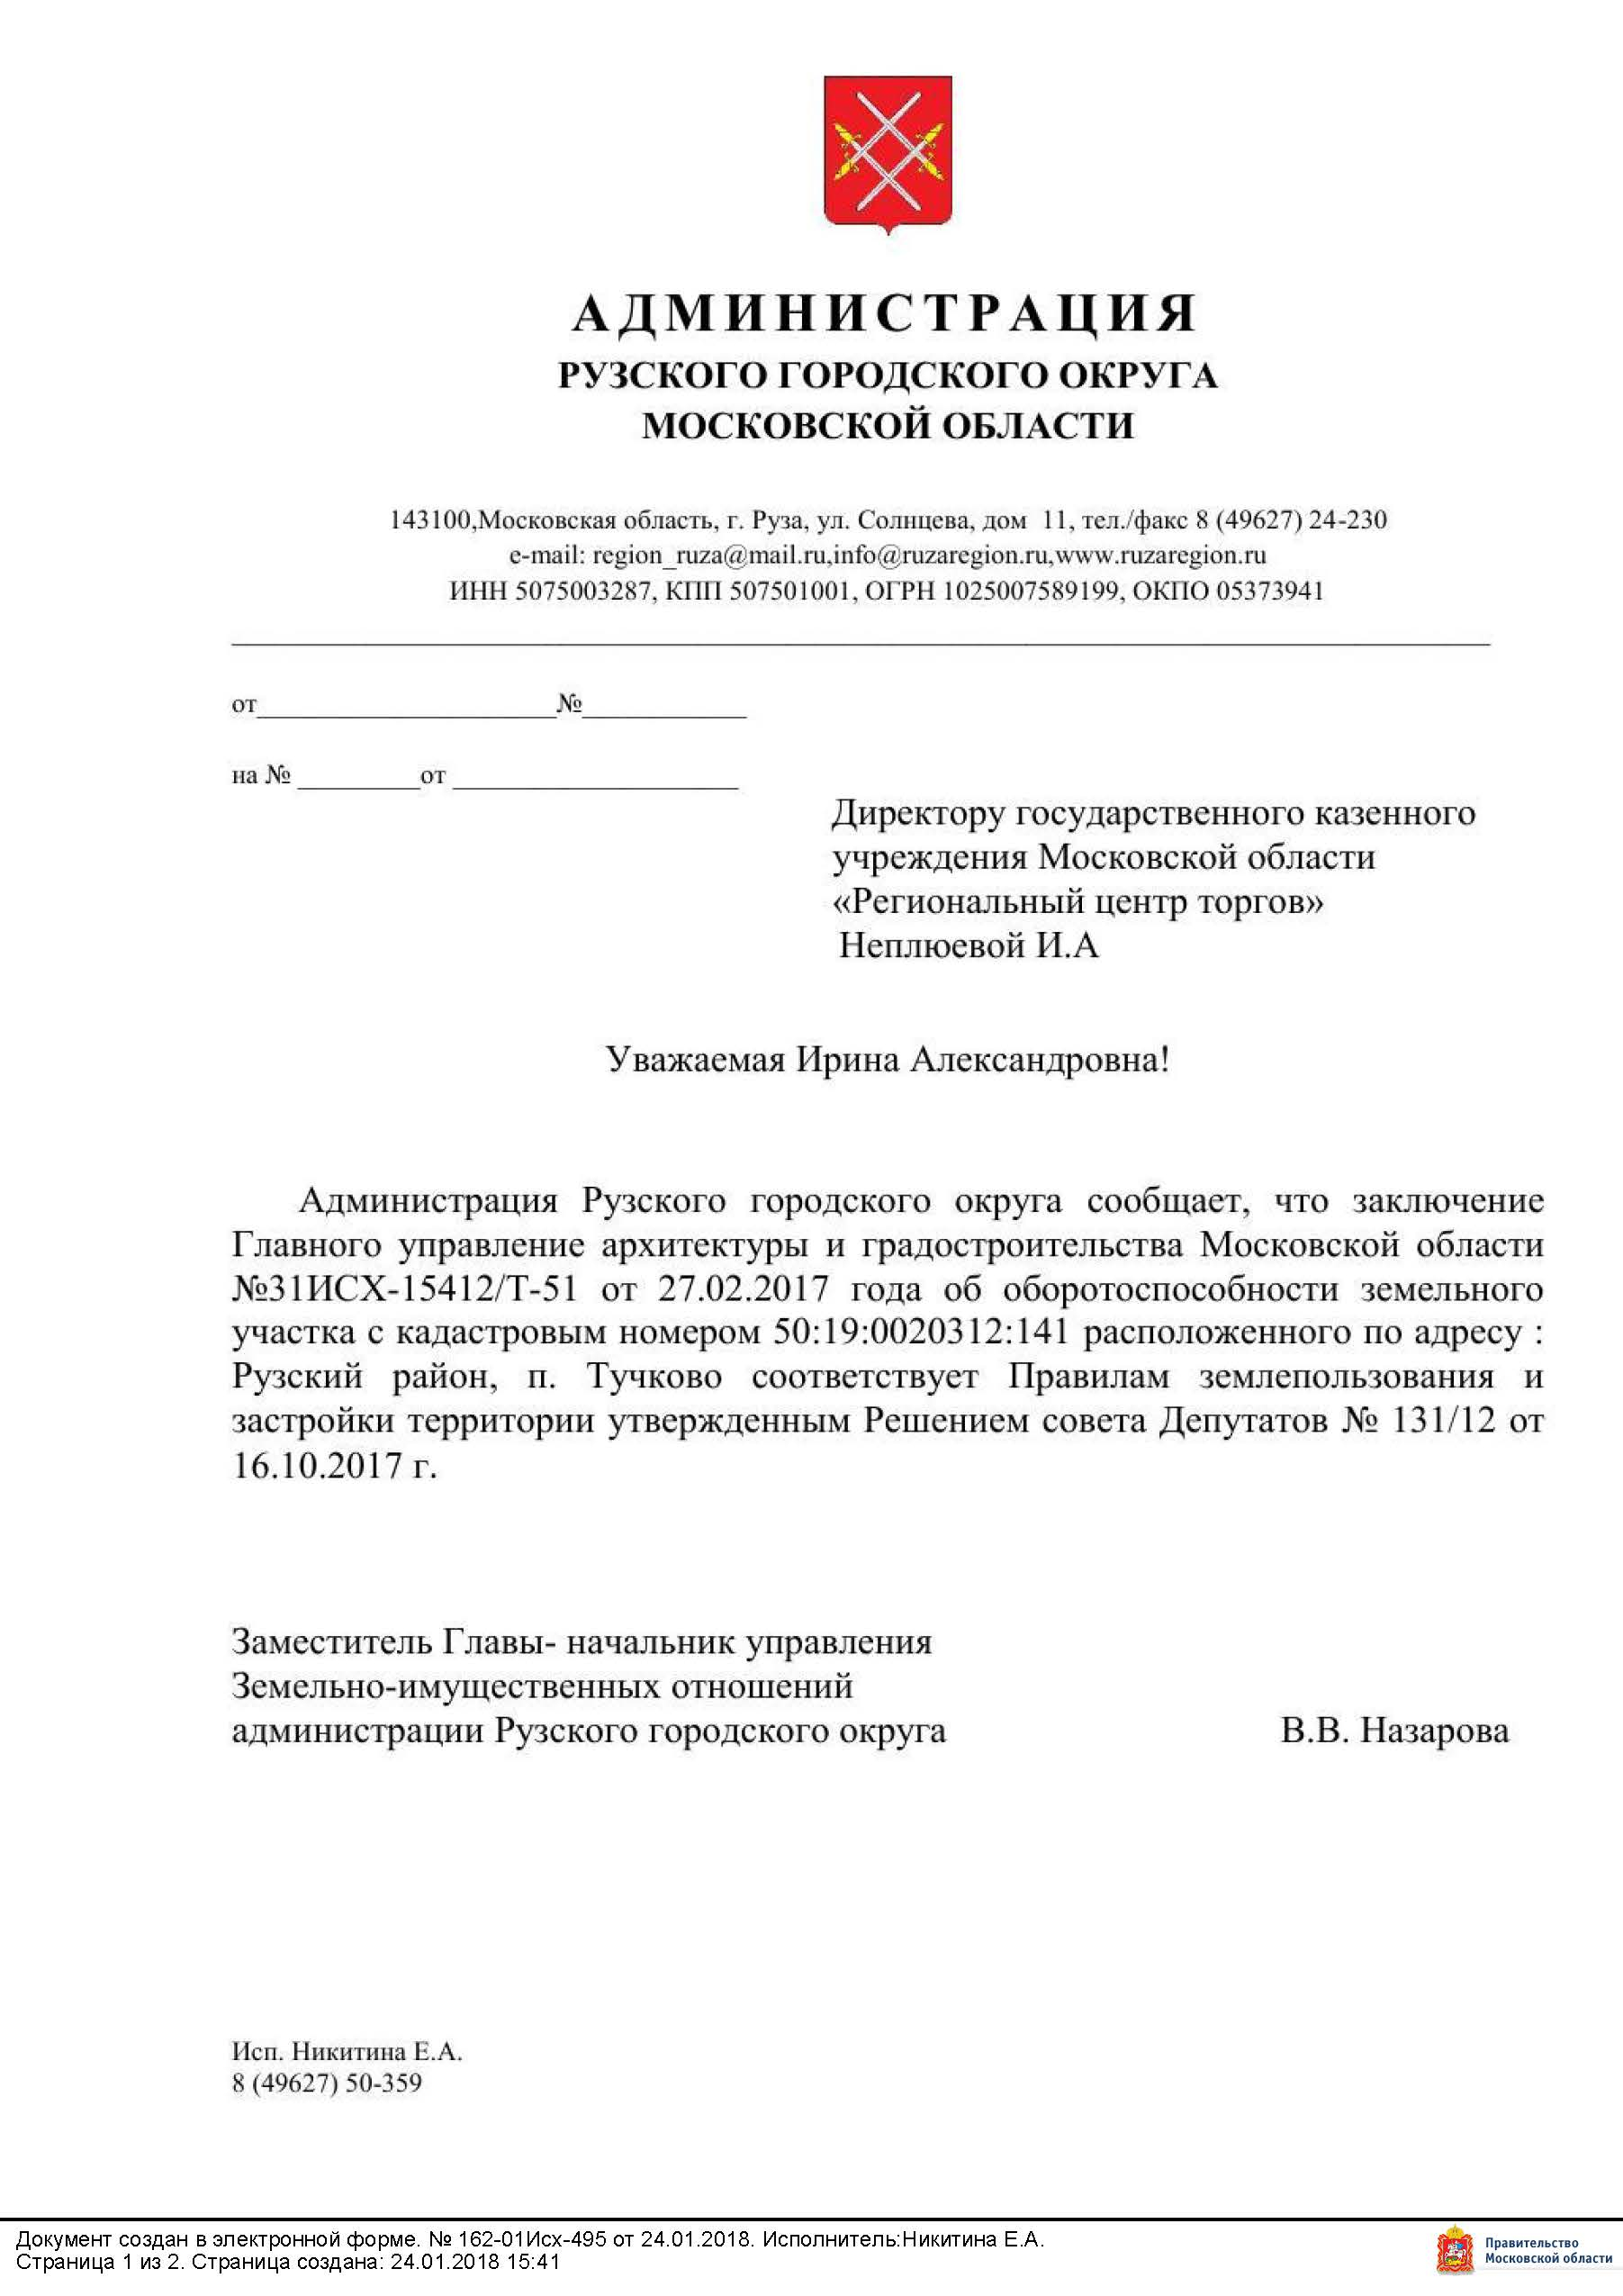 АДМИНИСТРАЦИЯ
РУЗСКОГО ГОРОДСКОГО ОКРУГА
МОСКОВСКОЙ ОБЛАСТИ
143100,Московская область, г. Руза, ул. Солнцева, дом 11, тел./факс 8 (49627) 24-230
e-mail: region_ruza@mail.ru,info@ruzaregion.ru,www.ruzaregion.ru
ИНН 5075003287, КПП 507501001, ОГРН 1025007589199, ОКПО 05373941
от______________________№____________
на № _________от _____________________
Директору государственного казенного
учреждения Московской области
«Региональный центр торгов»
Неплюевой И.А
Уважаемая Ирина Александровна!
Администрация Рузского городского округа сообщает, что заключение
Главного управление архитектуры и градостроительства Московской области
№31ИСХ-15412/Т-51 от 27.02.2017 года об оборотоспособности земельного
участка с кадастровым номером 50:19:0020312:141 расположенного по адресу :
Рузский район, п. Тучково соответствует Правилам землепользования и
застройки территории утвержденным Решением совета Депутатов № 131/12 от
16.10.2017 г.
Заместитель Главы- начальник управления
Земельно-имущественных отношений
администрации Рузского городского округа В.В. Назарова
Исп. Никитина Е.А.
8 (49627) 50-359
Документ создан в электронной форме. № 162-01Исх-495 от 24.01.2018. Исполнитель:Никитина Е.А.
Страница 1 из 2. Страница создана: 24.01.2018 15:41
Правительство
Московской области